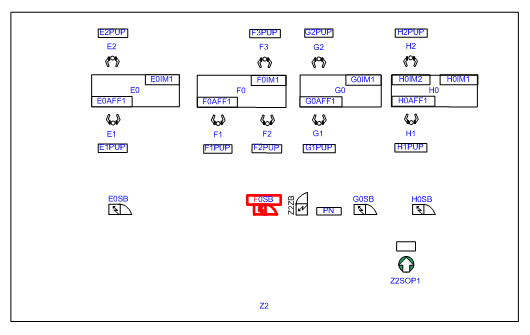 E2PUP F3PUP G2PUP H2PUP
E2 F3 G2 H2
E0IM1 F0IM1 G0IM1 H0IM2 H0IM1
E0 F0 G0 H0
E0AFF1 F0AFF1 G0AFF1 H0AFF1
E1 F1 F2 G1 H1
E1PUP F1PUP F2PUP G1PUP H1PUP
E0SB F0SB G0SB H0SB
Z2ZB
PN
Z2SOP1
Z2